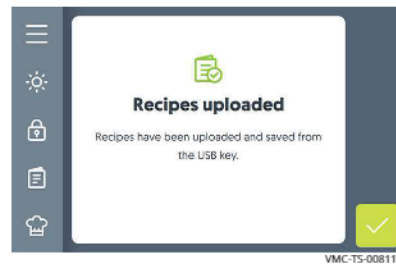 Recipes uploaded
Recipes have been uploaded and saved from
the USB key.
VMC-TS-00811